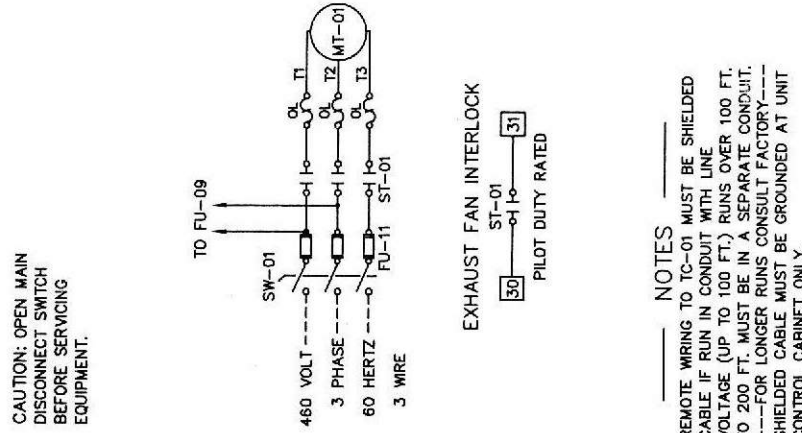 CAUTION: OPEN MAIN
DISCONNECT SWITCH
BEFORE SERVICING
EQUIPMENT.
TO FU-09
SW-01
460 VOLT
3 PHASE
60 HERTZ
3 WIRE
FU-11
ST-01
OL
OL
OL
T1
T2
T3
MT-01
EXHAUST FAN INTERLOCK
ST-01
30
31
PILOT DUTY RATED
NOTES
REMOTE WIRING TO TC-01 MUST BE SHIELDED
CABLE IF RUN IN CONDUIT WITH LINE
VOLTAGE (UP TO 100 FT.) RUNS OVER 100 FT.
TO 200 FT. MUST BE IN A SEPARATE CONDUIT.
----FOR LONGER RUNS CONSULT FACTORY----
SHIELDED CABLE MUST BE GROUNDED AT UNIT
CONTROL CABINET ONLY